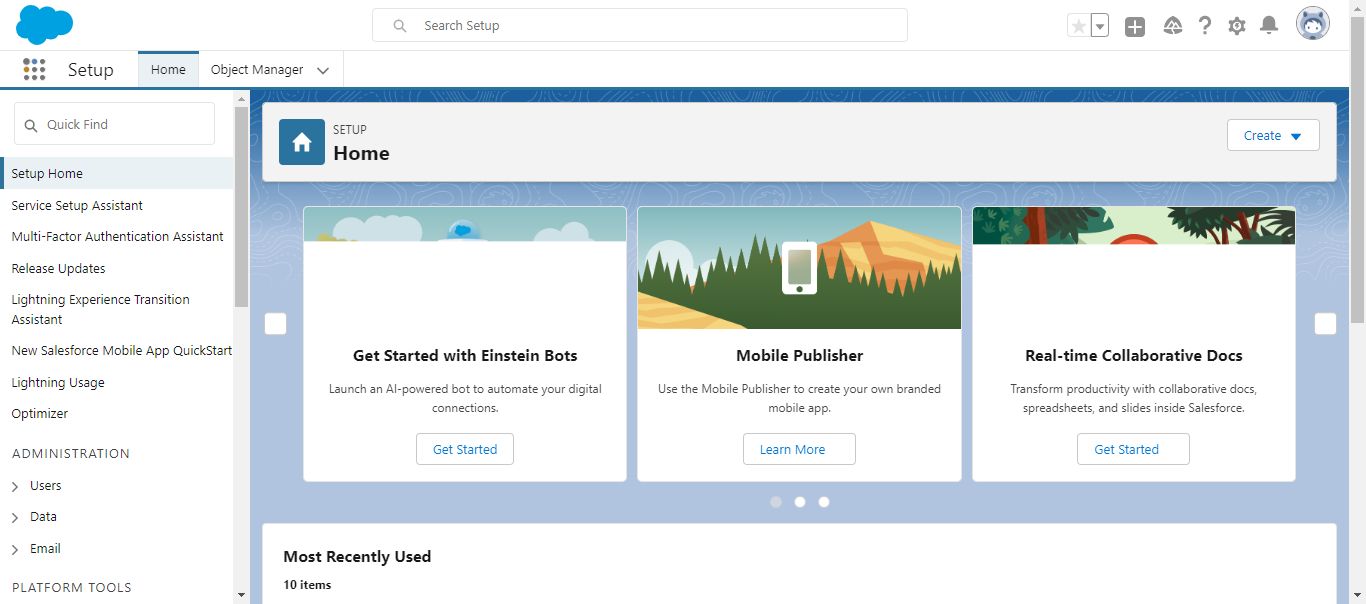 Search Setup
Setup
Home
Object Manager
Quick Find
Setup Home
Service Setup Assistant
Multi-Factor Authentication Assistant
Release Updates
Lightning Experience Transition
Assistant
New Salesforce Mobile App QuickStart
Lightning Usage
Optimizer
ADMINISTRATION
Users
Data
Email
PLATFORM TOOLS
SETUP
Home
Create
Get Started with Einstein Bots
Launch an AI-powered bot to automate your digital
connections.
Get Started
Mobile Publisher
Use the Mobile Publisher to create your own branded
mobile app.
Learn More
Real-time Collaborative Docs
Transform productivity with collaborative docs,
spreadsheets, and slides inside Salesforce.
Get Started
Most Recently Used
10 items